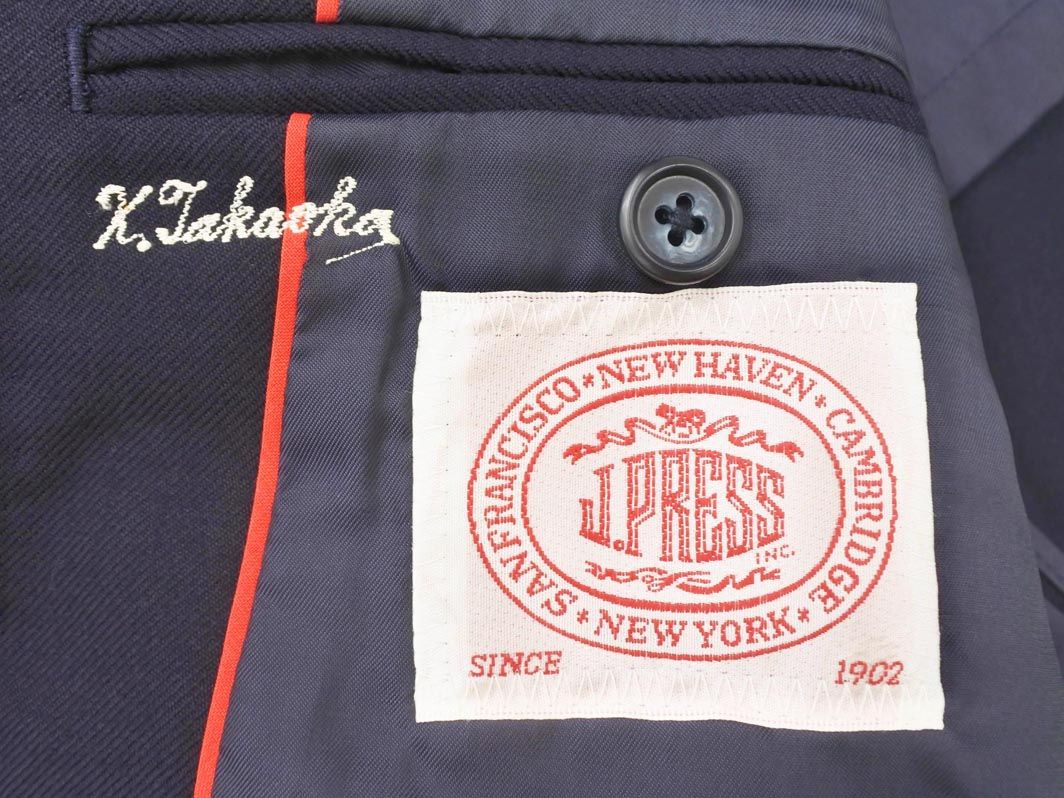 K. Takaoka
SAN FRANCISCO * NEW HAVEN * CAMBRIDGE * NEW YORK *
J. PRESS
INC.
SINCE 1902